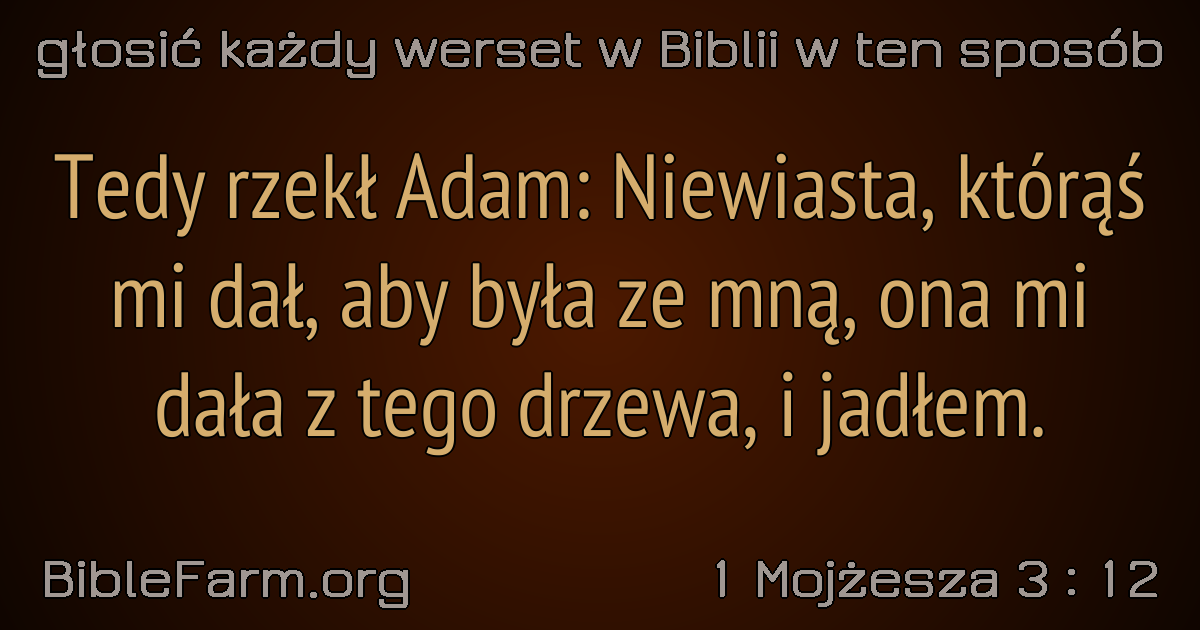 głosić każdy werset w Biblii w ten sposób
Tedy rzekł Adam: Niewiasta, którąś
mi dał, aby była ze mną, ona mi
dała z tego drzewa, i jadłem.
BibleFarm.org
1 Mojżesza 3 : 12